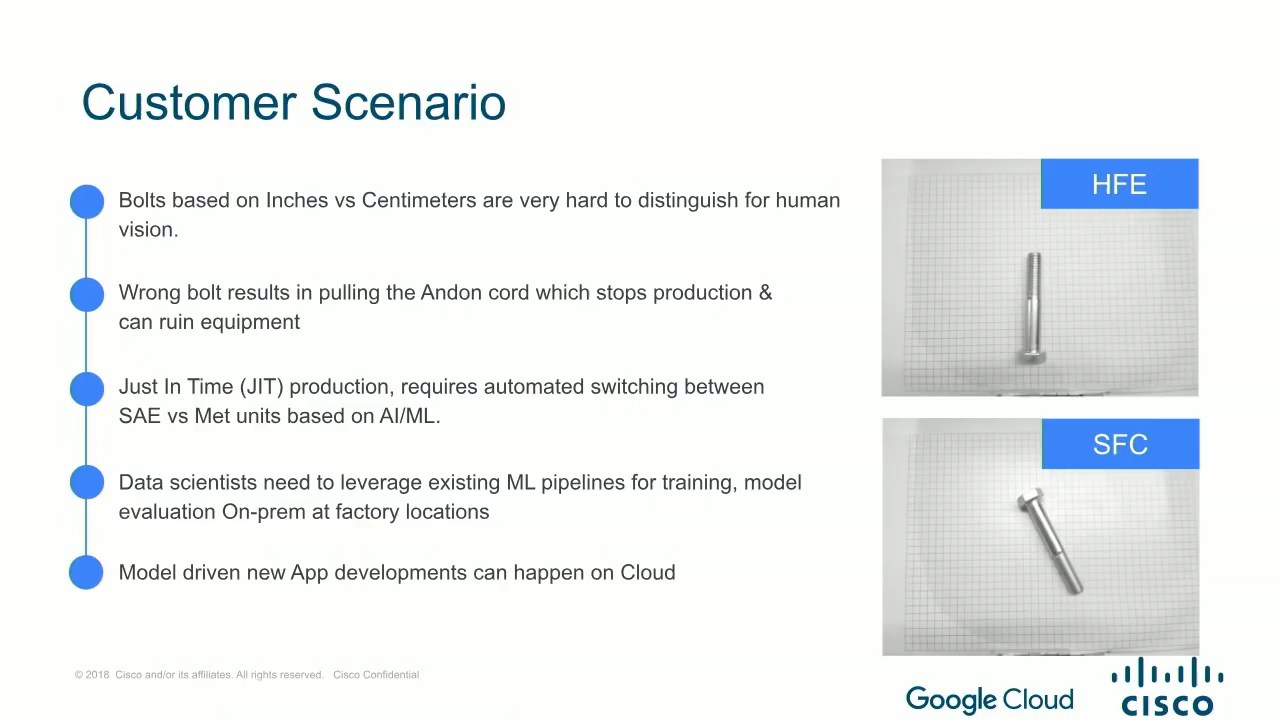 Customer Scenario
Bolts based on Inches vs Centimeters are very hard to distinguish for human
vision.
Wrong bolt results in pulling the Andon cord which stops production &
can ruin equipment
Just In Time (JIT) production, requires automated switching between
SAE vs Met units based on AI/ML.
Data scientists need to leverage existing ML pipelines for training, model
evaluation On-prem at factory locations
Model driven new App developments can happen on Cloud
HFE
SFC
© 2018 Cisco and/or its affiliates. All rights reserved. Cisco Confidential
Google Cloud
CISCO